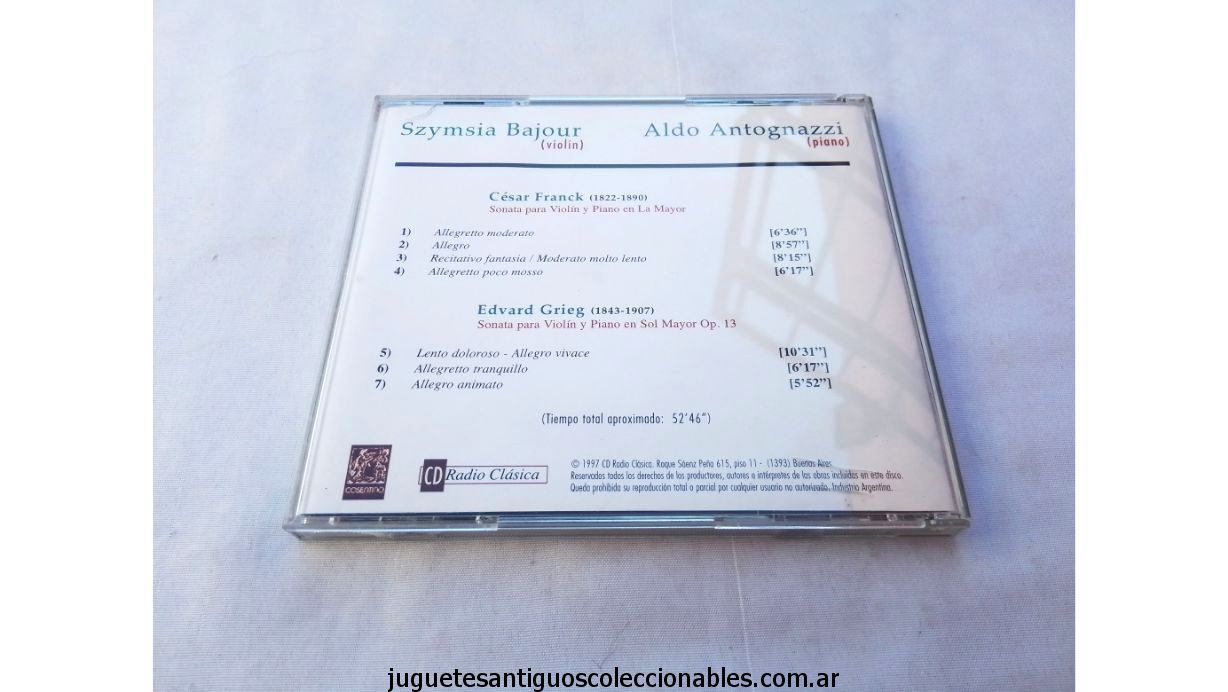 Szymsia Bajour Aldo Antognazzi
(violin) (piano)
César Franck (1822-1890)
Sonata para Violín y Piano en La Mayor
1) Allegretto moderato [6'36"]
2) Allegro [8'57"]
3) Recitativo fantasia / Moderato molto lento [8'15"]
4) Allegretto poco mosso [6'17"]
Edvard Grieg (1843-1907)
Sonata para Violín y Piano en Sol Mayor Op. 13
5) Lento doloroso - Allegro vivace [10'31"]
6) Allegretto tranquillo [6'17"]
7) Allegro animato [5'52"]
(Tiempo total aproximado: 52'46")
COSENTINO
CD Radio Clásica
© 1997 CD Radio Clásica. Roque Sáenz Peña 615, piso 11 - (1393) Buenos Aires.
Reservados todos los derechos de los productores, autores e intérpretes de las obras incluidas en este disco.
Queda prohibida su reproducción total o parcial por cualquier usuario no autorizado. Industria Argentina.
juguetesantiguoscoleccionables.com.ar